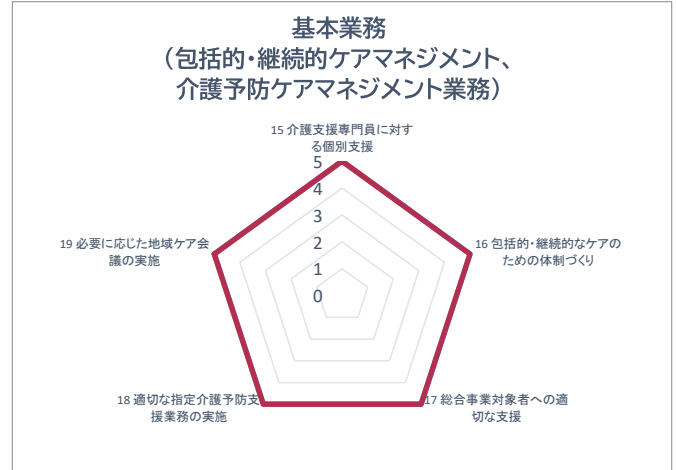 基本業務
（包括的・継続的ケアマネジメント、
介護予防ケアマネジメント業務）
15 介護支援専門員に対す
る個別支援
5
4
3
2
1
0
19 必要に応じた地域ケア会
議の実施
16 包括的・継続的なケアの
ための体制づくり
18 適切な指定介護予防支
援業務の実施
17 総合事業対象者への適
切な支援